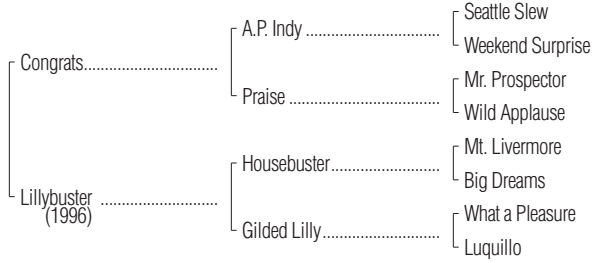 Seattle Slew
A.P. Indy ................................
Weekend Surprise
Congrats................................
Mr. Prospector
Praise ....................................
Wild Applause
Mt. Livermore
Housebuster..........................
Big Dreams
Lillybuster ............................
(1996)
What a Pleasure
Gilded Lilly............................
Luquillo